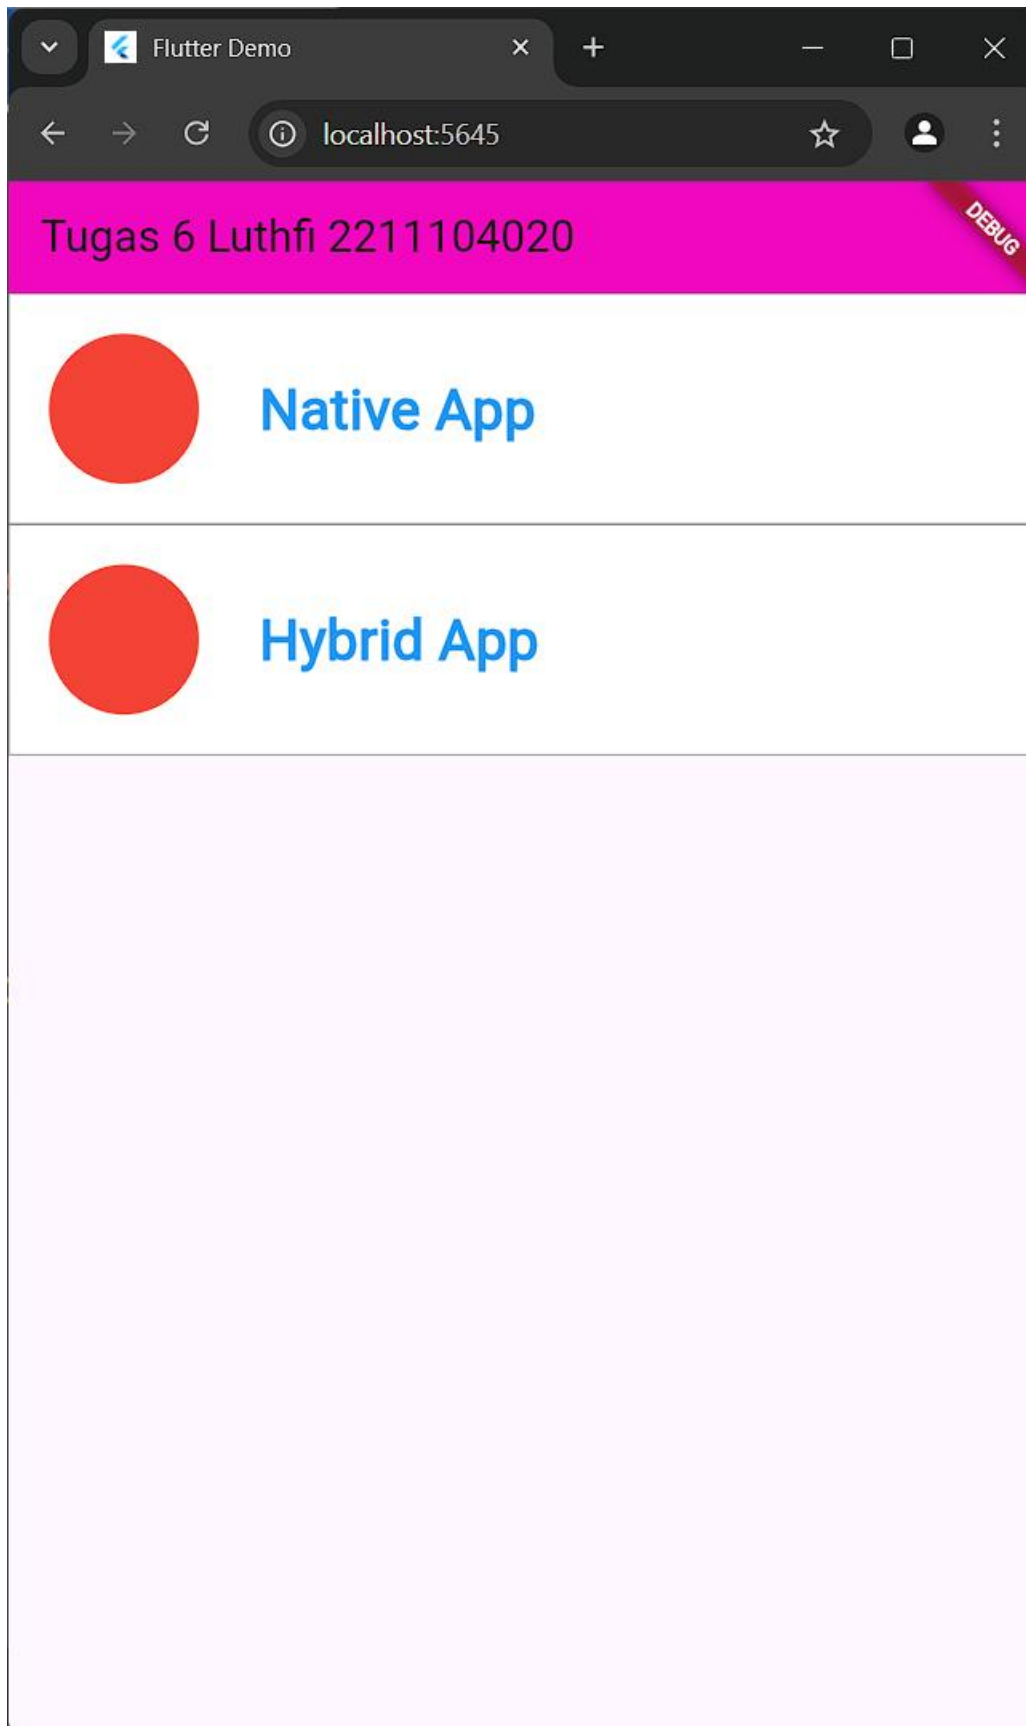 Flutter Demo
localhost:5645
Tugas 6 Luthfi 2211104020
DEBUG
Native App
Hybrid App